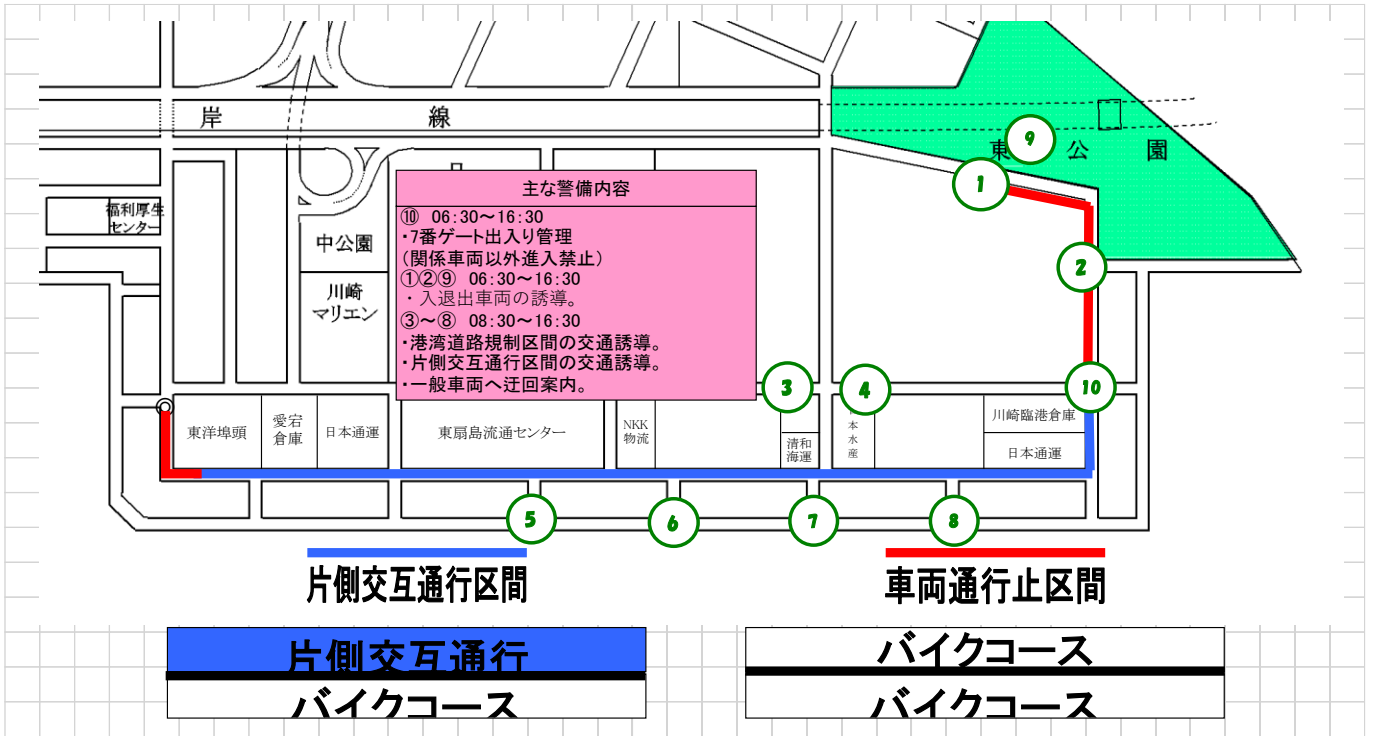 岸 線
東 公 園
⑨
①
②
福利厚生
センター
中公園
川崎
マリエン
主な警備内容
⑩ 06:30～16:30
・7番ゲート出入り管理
(関係車両以外進入禁止)
①②⑨ 06:30～16:30
・入退出車両の誘導。
③～⑧ 08:30～16:30
・港湾道路規制区間の交通誘導。
・片側交互通行区間の交通誘導。
・一般車両へ迂回案内。
③
④
⑩
東洋埠頭
愛宕
倉庫
日本通運
東扇島流通センター
NKK
物流
清和
海運
本水産
川崎臨港倉庫
日本通運
⑤
⑥
⑦
⑧
片側交互通行区間
車両通行止区間
片側交互通行
バイクコース
バイクコース
バイクコース